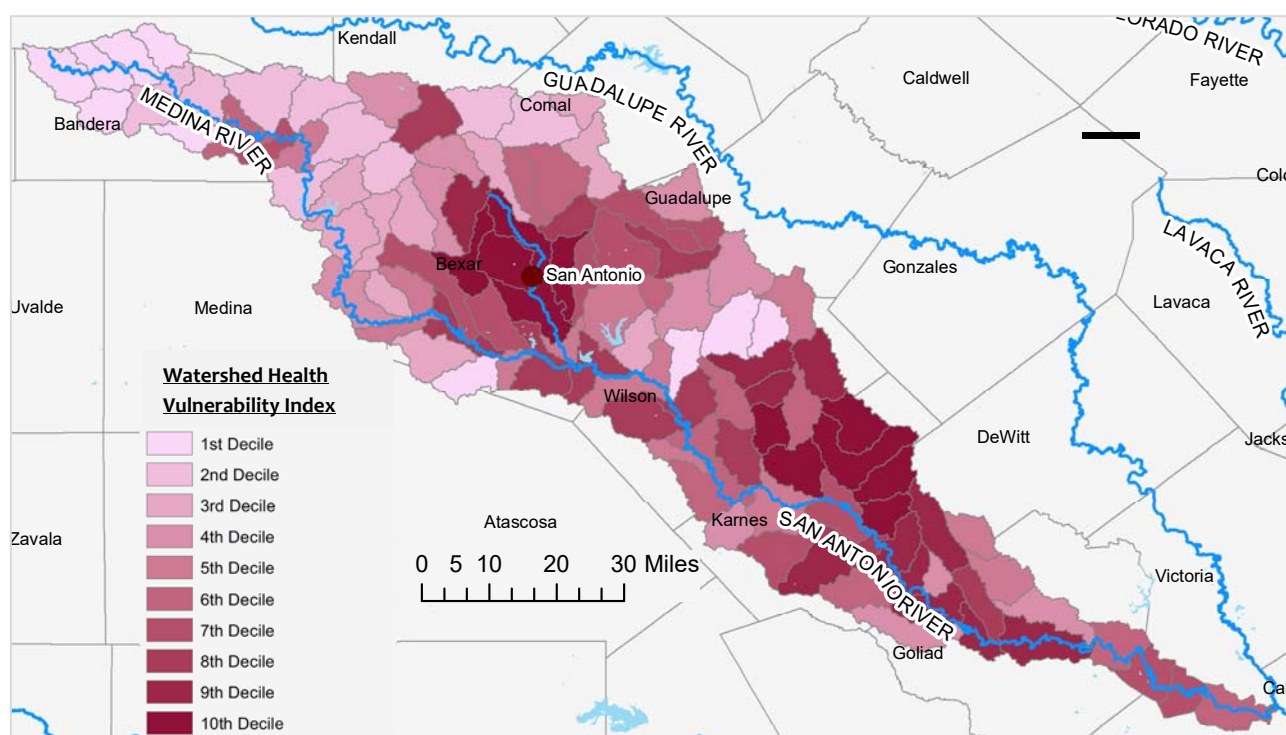 Kendall
ORADO RIVER
Caldwell
Fayette
GUADALUPE RIVER
Comal
Bandera
MEDINA RIVER
Colo
Guadalupe
LAVACA RIVER
Bexar
San Antonio
Gonzales
Uvalde
Medina
Lavaca
Watershed Health
Vulnerability Index
1st Decile
2nd Decile
3rd Decile
4th Decile
5th Decile
6th Decile
7th Decile
8th Decile
9th Decile
10th Decile
Wilson
DeWitt
Jacks
Zavala
Atascosa
Karnes
SAN ANTONIO RIVER
0 5 10 20 30 Miles
Victoria
Goliad
Ca